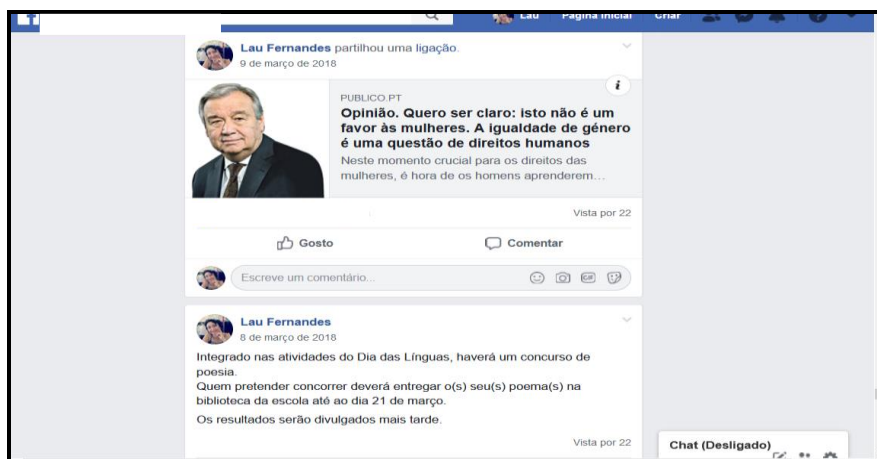 Lau
Página Inicial
Criar
Lau Fernandes partilhou uma ligação.
9 de março de 2018
PUBLICO.PT
Opinião. Quero ser claro: isto não é um
favor às mulheres. A igualdade de género
é uma questão de direitos humanos
Neste momento crucial para os direitos das
mulheres, é hora de os homens aprenderem...
Vista por 22
Gosto
Comentar
Escreve um comentário...
GIF
Lau Fernandes
8 de março de 2018
Integrado nas atividades do Dia das Línguas, haverá um concurso de
poesia.
Quem pretender concorrer deverá entregar o(s) seu(s) poema(s) na
biblioteca da escola até ao dia 21 de março.
Os resultados serão divulgados mais tarde.
Vista por 22
Chat (Desligado)